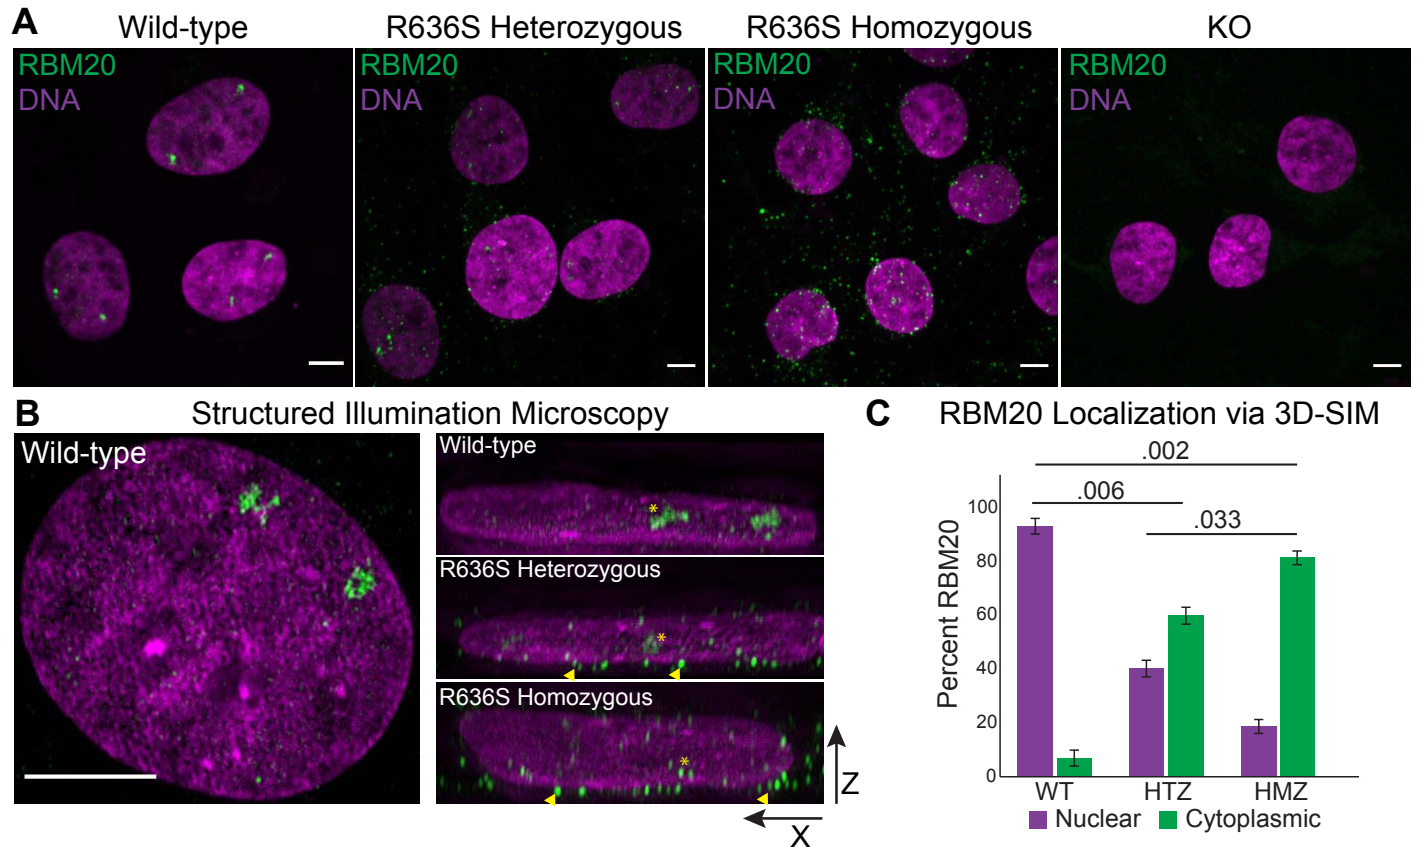 A
Wild-type
R636S Heterozygous
R636S Homozygous
KO
RBM20
DNA
RBM20
DNA
RBM20
DNA
RBM20
DNA
B
Structured Illumination Microscopy
Wild-type
Wild-type
*
R636S Heterozygous
*
R636S Homozygous
*
Z
X
C
RBM20 Localization via 3D-SIM
.002
.006
.033
Percent RBM20
100
80
60
40
20
0
WT
HTZ
HMZ
Nuclear
Cytoplasmic